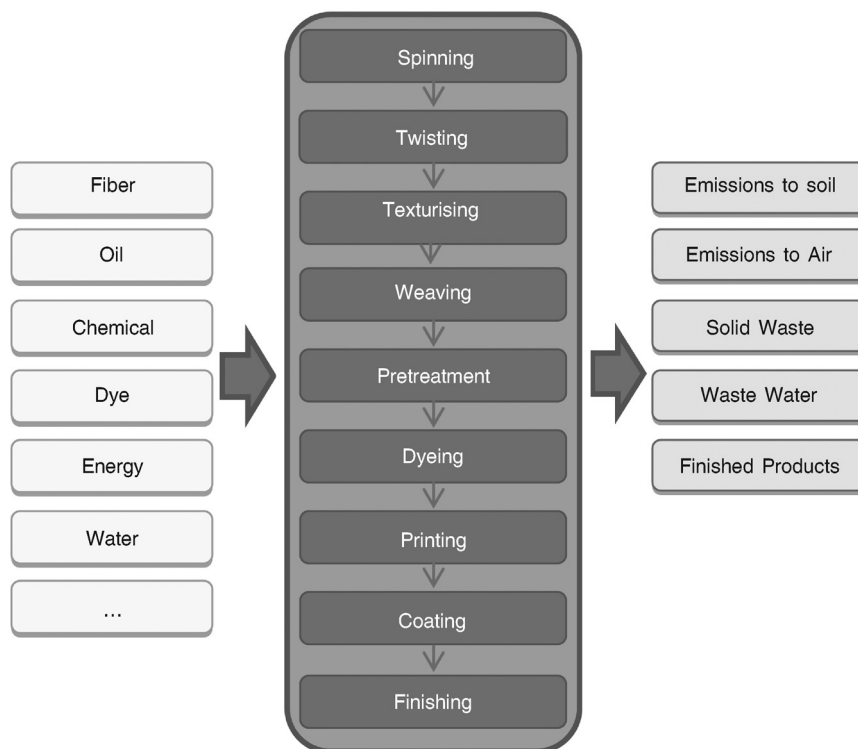 Fiber
Oil
Chemical
Dye
Energy
Water
...
Spinning
Twisting
Texturising
Weaving
Pretreatment
Dyeing
Printing
Coating
Finishing
Emissions to soil
Emissions to Air
Solid Waste
Waste Water
Finished Products